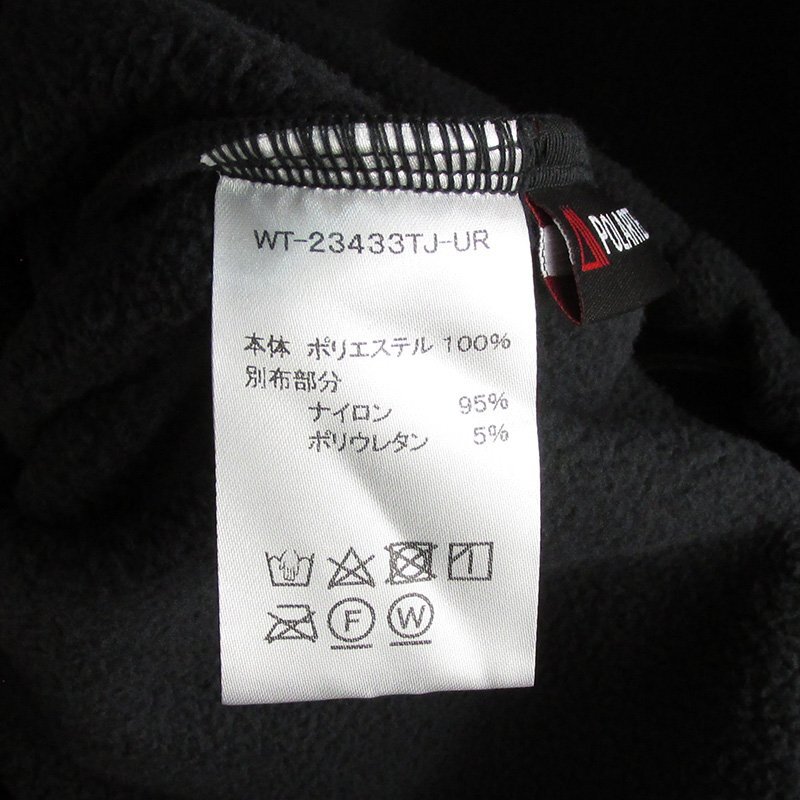 WT-23433TJ-UR
本体 ポリエステル 100%
別布部分
ナイロン 95%
ポリウレタン 5%
F W